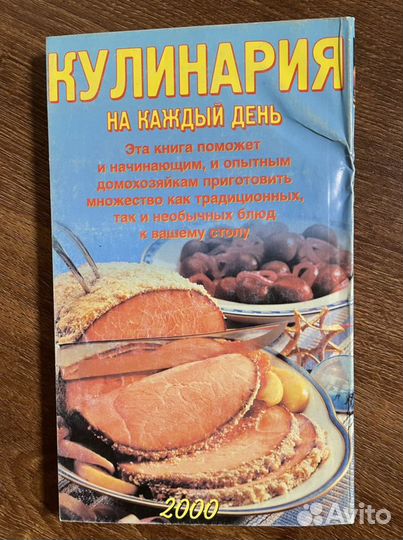 КУЛИНАРИЯ
НА КАЖДЫЙ ДЕНЬ
Эта книга поможет
и начинающим, и опытным
домохозяйкам приготовить
множество как традиционных,
так и необычных блюд
к вашему столу
2000
Avito